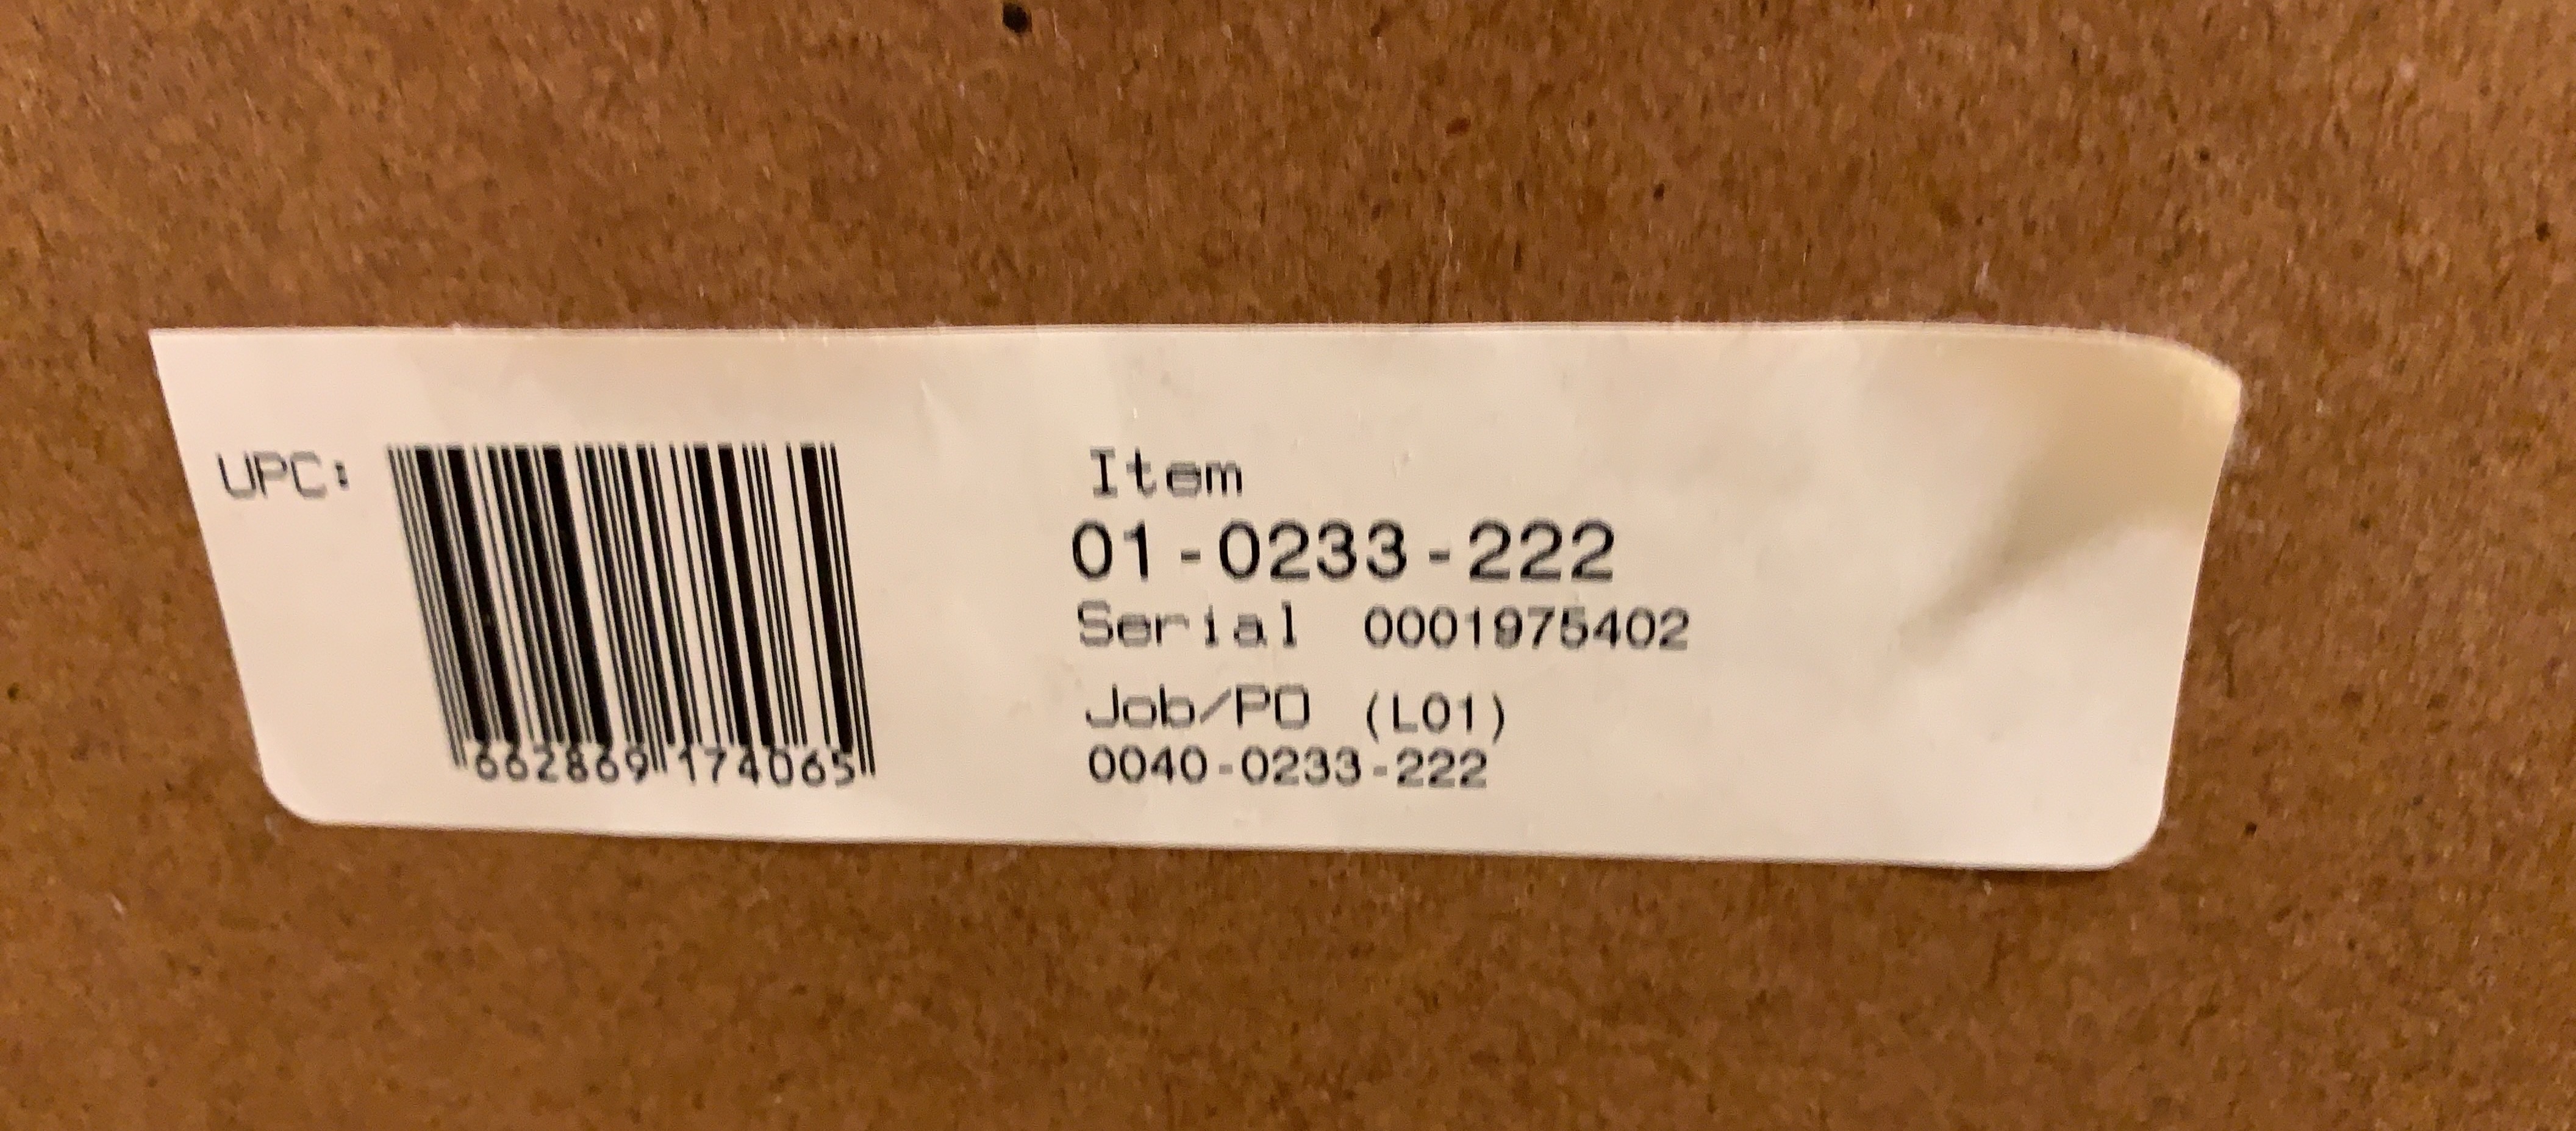 UPC:
662869 174065
Item
01-0233-222
Serial 0001975402
Job/PO (L01)
0040-0233-222